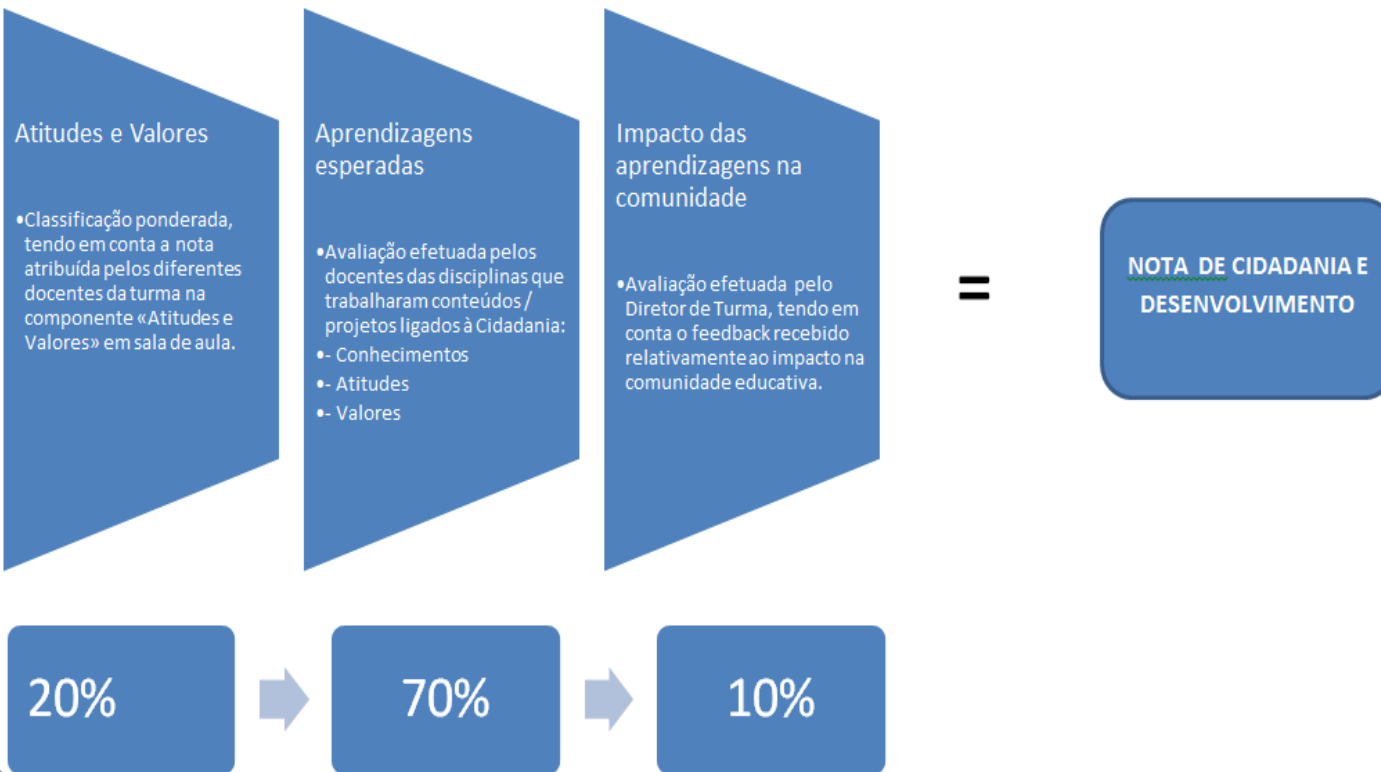 Atitudes e Valores
•Classificação ponderada,
tendo em conta a nota
atribuída pelos diferentes
docentes da turma na
componente «Atitudes e
Valores» em sala de aula.
Aprendizagens
esperadas
•Avaliação efetuada pelos
docentes das disciplinas que
trabalharam conteúdos /
projetos ligados à Cidadania:
•- Conhecimentos
•- Atitudes
•- Valores
Impacto das
aprendizagens na
comunidade
•Avaliação efetuada pelo
Diretor de Turma, tendo em
conta o feedback recebido
relativamente ao impacto na
comunidade educativa.
=
NOTA DE CIDADANIA E
DESENVOLVIMENTO
20%
70%
10%